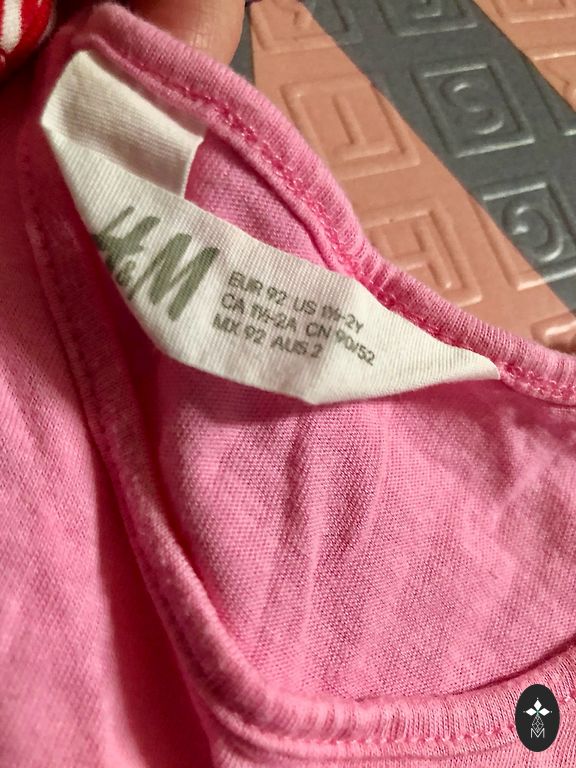 H&M
EUR 92 US 1½-2Y
CA 1½-2A CN 90/52
MX 92 AUS 2